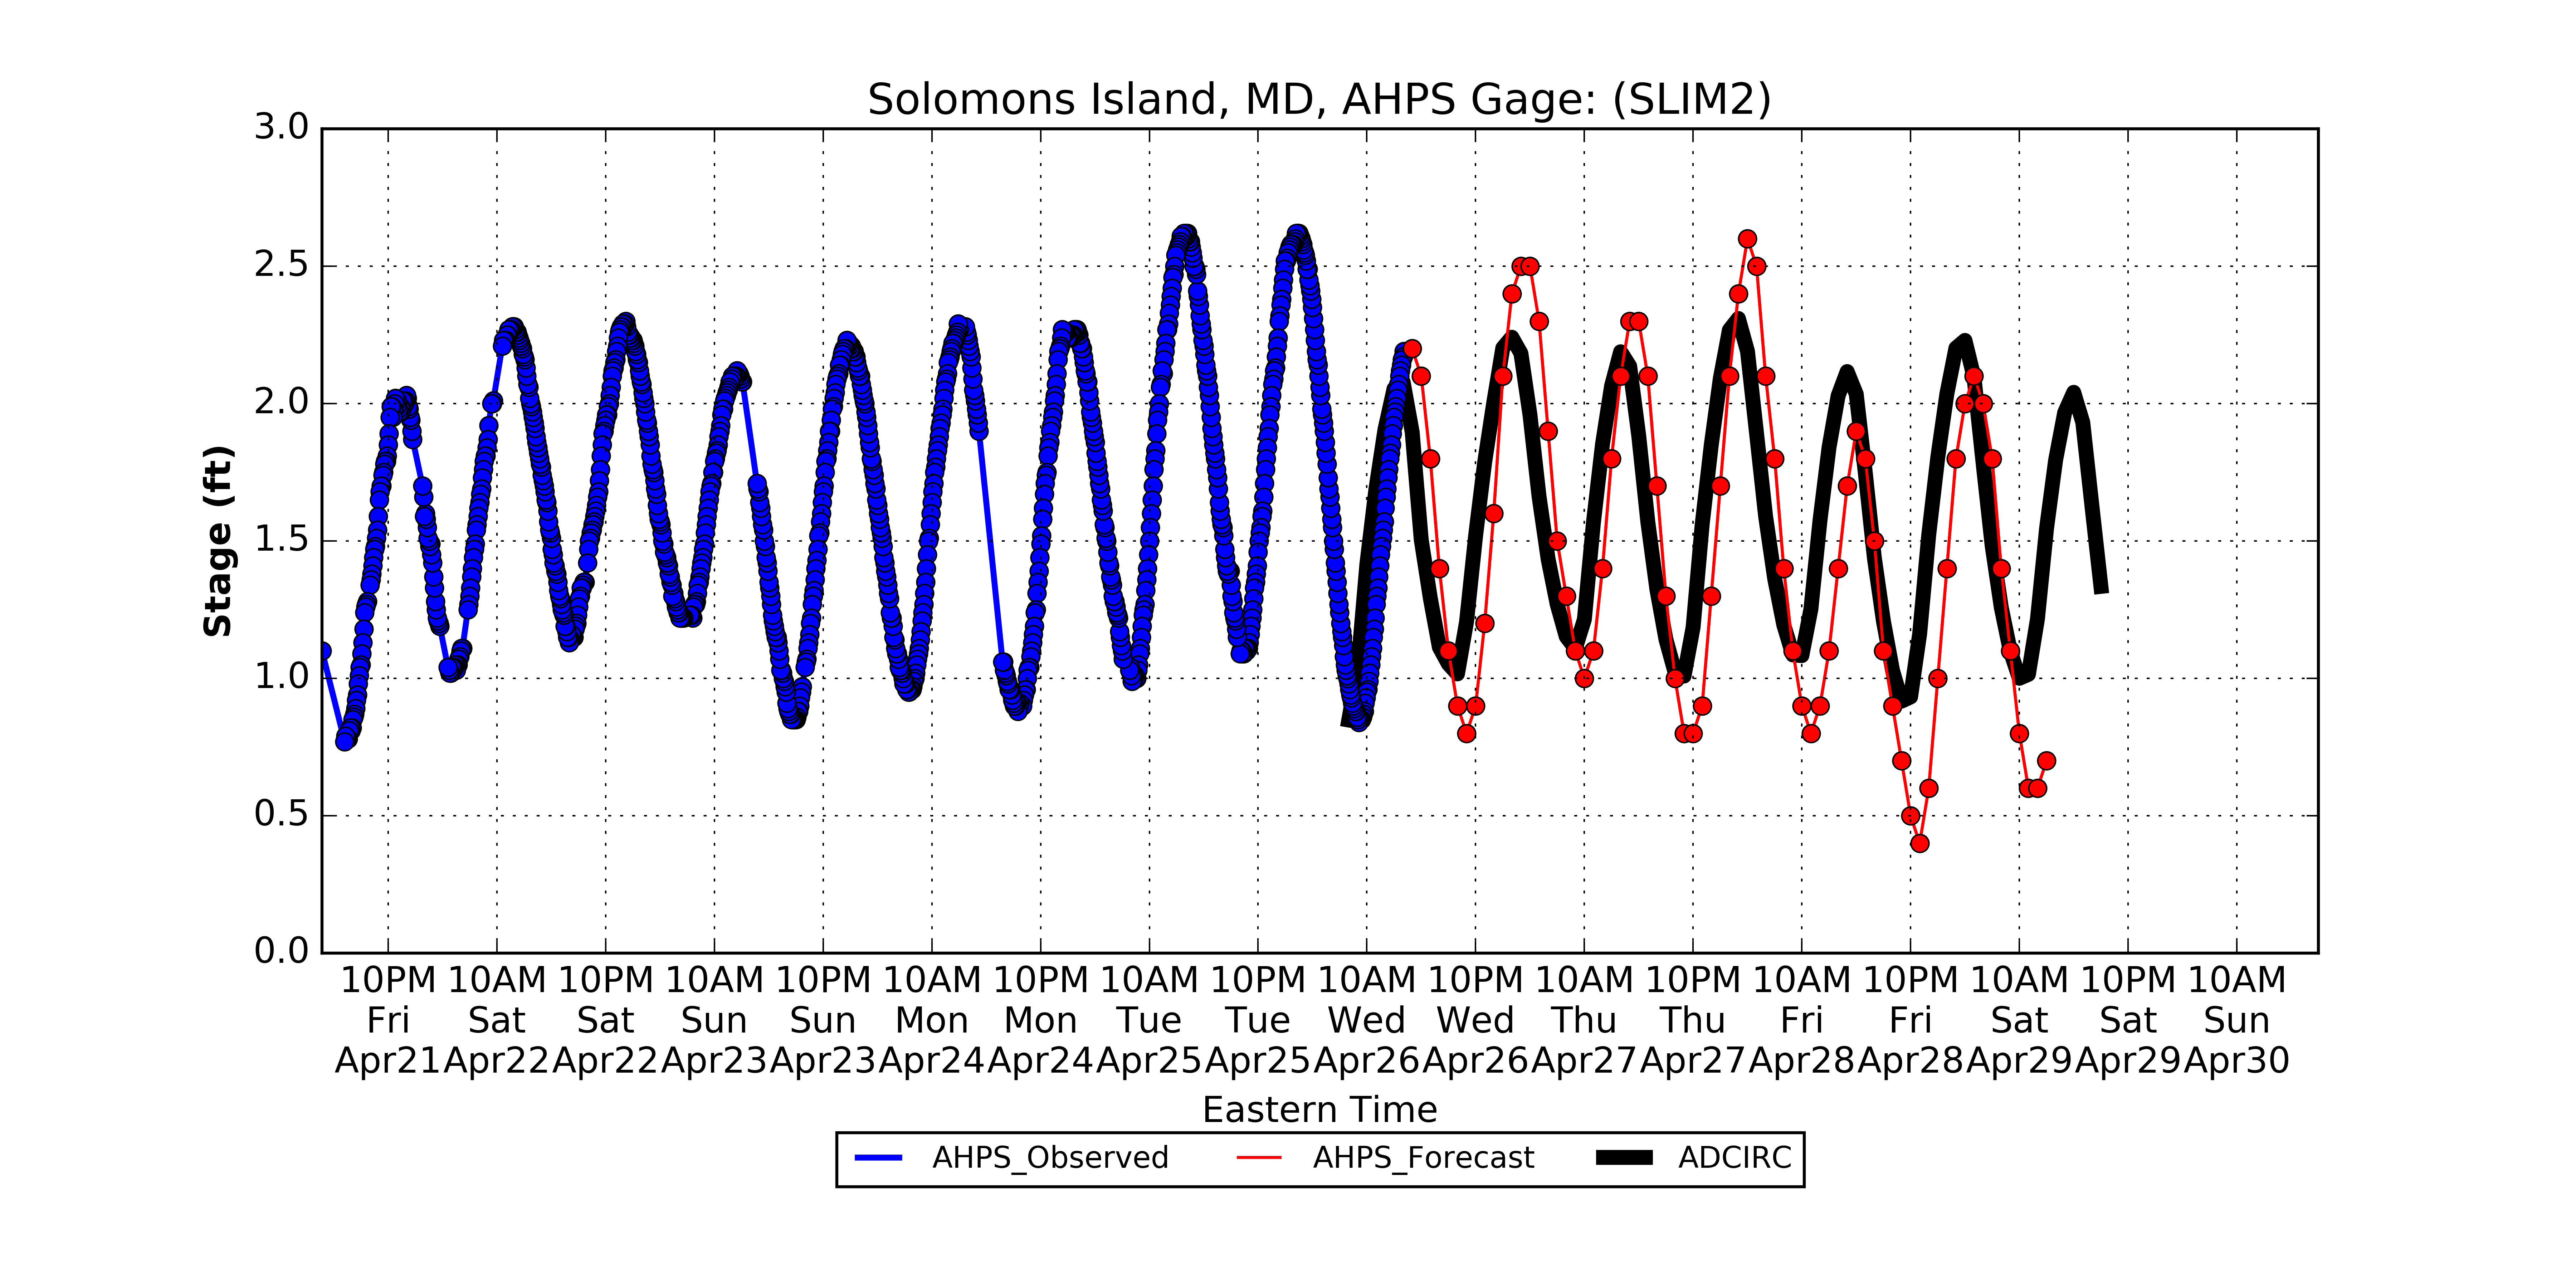 Solomons Island, MD, AHPS Gage: (SLIM2)
Stage (ft)
3.0
2.5
2.0
1.5
1.0
0.5
0.0
10PM 10AM 10PM 10AM 10PM 10AM 10PM 10AM 10PM 10AM 10PM 10AM 10PM 10AM 10PM 10AM 10PM 10AM
Fri Sat Sat Sun Sun Mon Mon Tue Tue Wed Wed Thu Thu Fri Fri Sat Sat Sun
Apr21 Apr22 Apr22 Apr23 Apr23 Apr24 Apr24 Apr25 Apr25 Apr26 Apr26 Apr27 Apr27 Apr28 Apr28 Apr29 Apr29 Apr30
Eastern Time
AHPS_Observed AHPS_Forecast ADCIRC